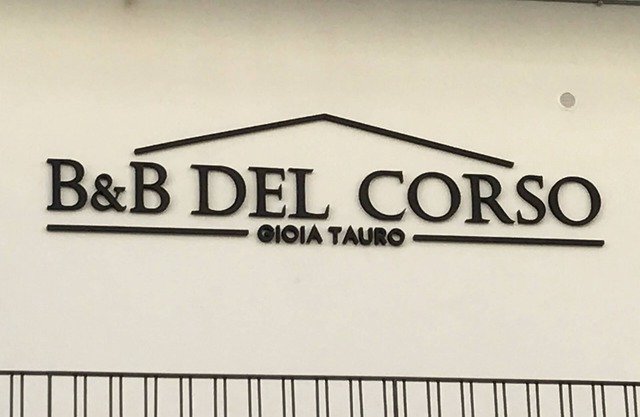 B&B DEL CORSO
GIOIA TAURO